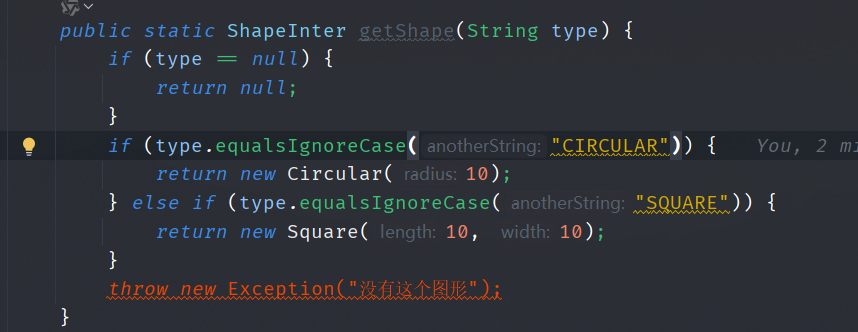 public static ShapeInter getShape(String type) {
if (type == null) {
return null;
}
if (type.equalsIgnoreCase( anotherString: "CIRCULAR")) {    You, 2 mi
return new Circular( radius: 10);
} else if (type.equalsIgnoreCase( anotherString: "SQUARE")) {
return new Square( length: 10,  width: 10);
}
throw new Exception("没有这个图形");
}